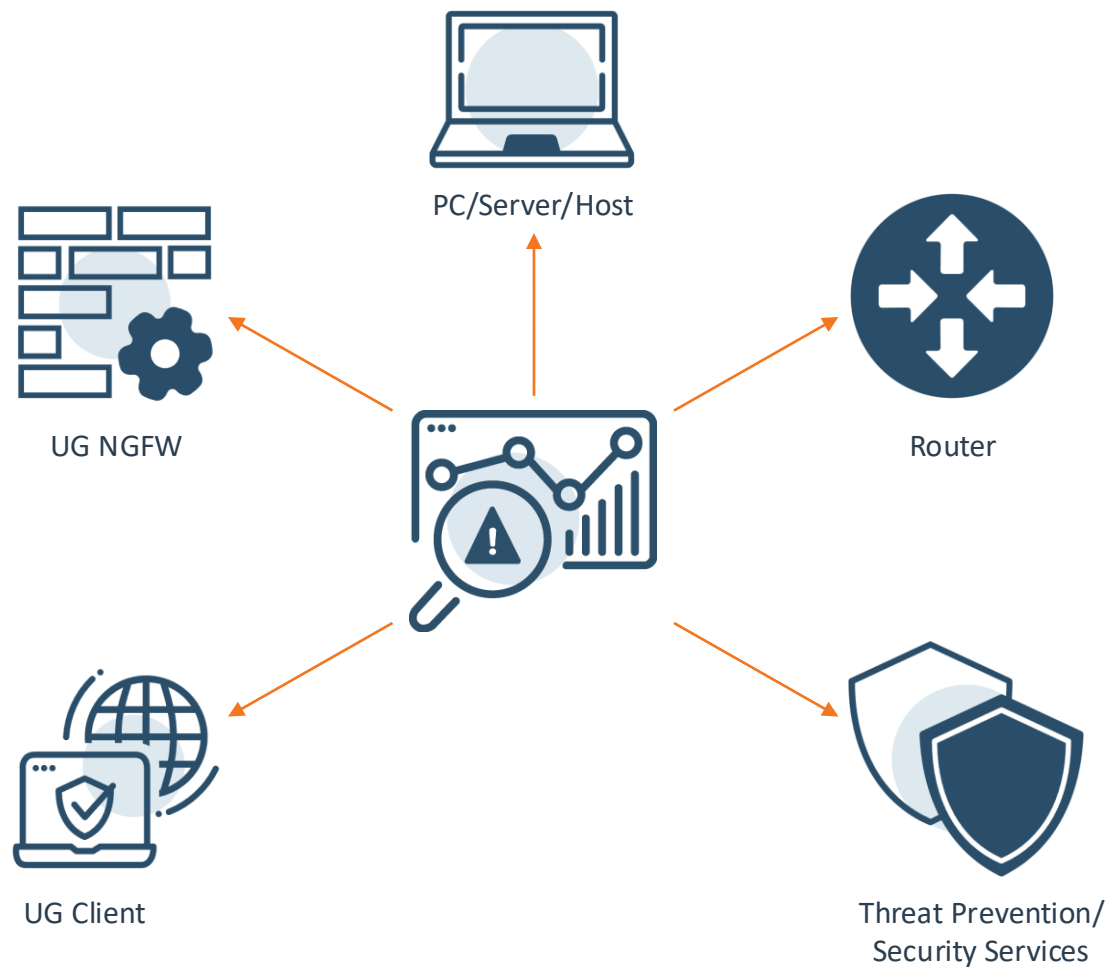 PC/Server/Host
UG NGFW
Router
UG Client
Threat Prevention/
Security Services